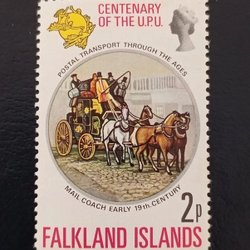 CENTENARY
OF THE U.P.U.
POSTAL TRANSPORT THROUGH THE AGES
MAIL COACH EARLY 19th. CENTURY
2p
FALKLAND ISLANDS